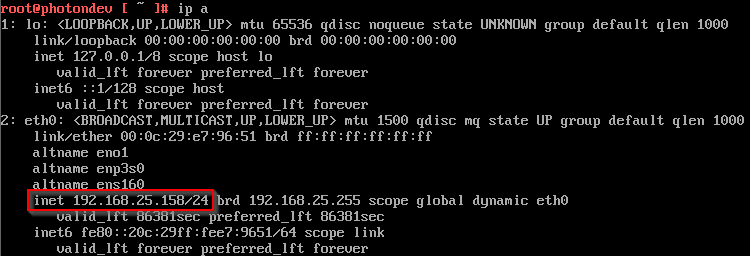 root@photondev [ ~ ]# ip a
1: lo: <LOOPBACK,UP,LOWER_UP> mtu 65536 qdisc noqueue state UNKNOWN group default qlen 1000
link/loopback 00:00:00:00:00:00 brd 00:00:00:00:00:00
inet 127.0.0.1/8 scope host lo
valid_lft forever preferred_lft forever
inet6 ::1/128 scope host
valid_lft forever preferred_lft forever
2: eth0: <BROADCAST,MULTICAST,UP,LOWER_UP> mtu 1500 qdisc mq state UP group default qlen 1000
link/ether 00:0c:29:e7:96:51 brd ff:ff:ff:ff:ff:ff
altname eno1
altname enp3s0
altname ens160
inet 192.168.25.158/24 brd 192.168.25.255 scope global dynamic eth0
valid_lft 86381sec preferred_lft 86381sec
inet6 fe80::20c:29ff:fee7:9651/64 scope link
valid_lft forever preferred_lft forever